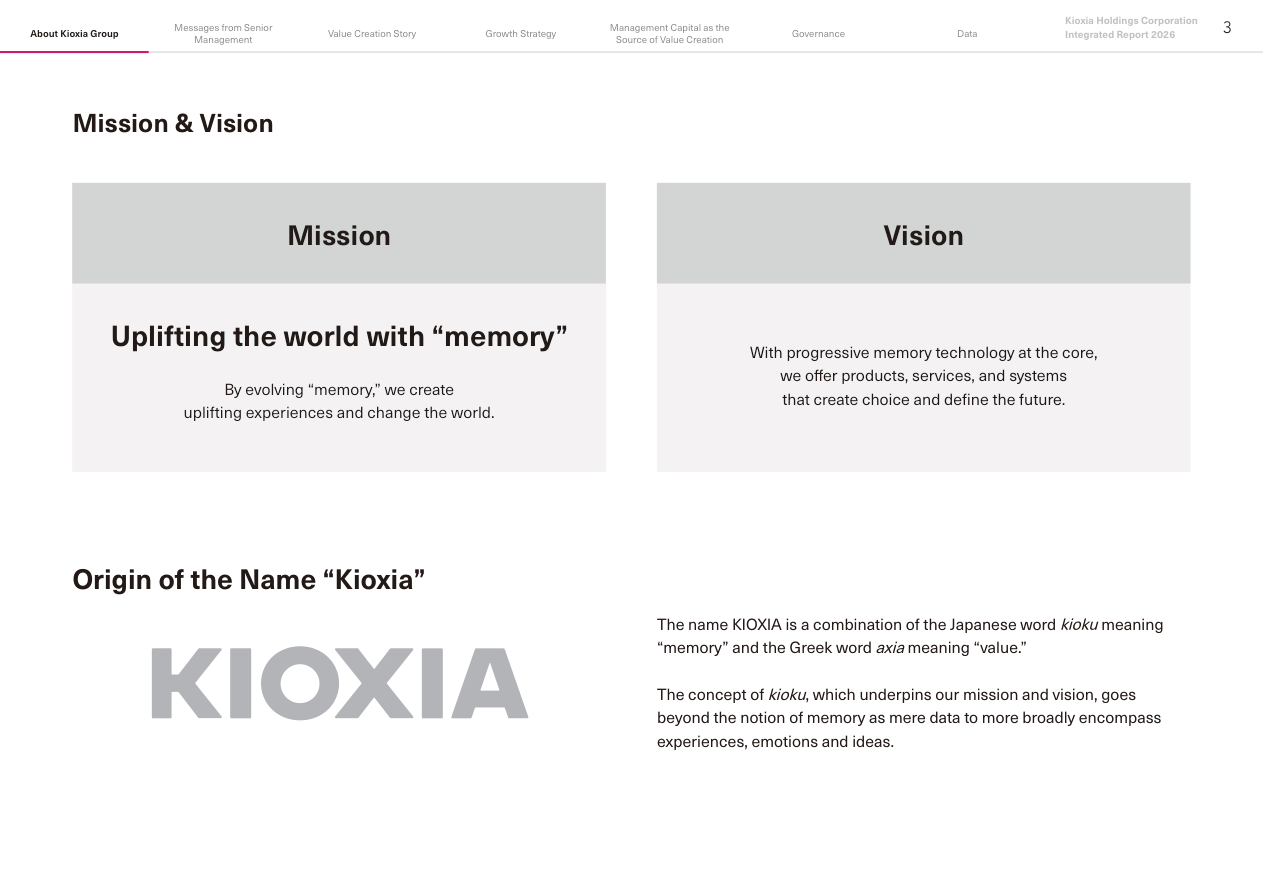 About Kioxia Group
Messages from Senior
Management
Value Creation Story
Growth Strategy
Management Capital as the
Source of Value Creation
Governance
Data
Kioxia Holdings Corporation
Integrated Report 2026
3
Mission & Vision
Mission
Uplifting the world with “memory”
By evolving “memory,” we create
uplifting experiences and change the world.
Vision
With progressive memory technology at the core,
we offer products, services, and systems
that create choice and define the future.
Origin of the Name “Kioxia”
KIOXIA
The name KIOXIA is a combination of the Japanese word kioku meaning
“memory” and the Greek word axia meaning “value.”
The concept of kioku, which underpins our mission and vision, goes
beyond the notion of memory as mere data to more broadly encompass
experiences, emotions and ideas.